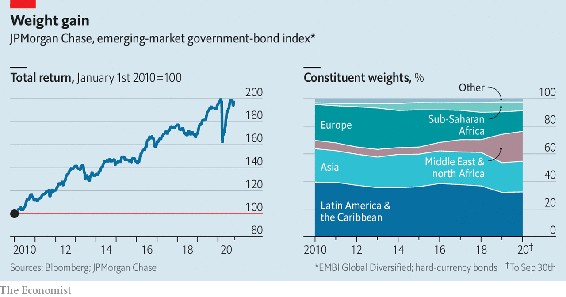 Weight gain
JPMorgan Chase, emerging-market government-bond index*
Total return, January 1st 2010=100
200
180
160
140
120
100
80
2010 12 14 16 18 20
Sources: Bloomberg; JPMorgan Chase
Constituent weights, %
Other
100
80
60
40
20
0
Europe
Sub-Saharan
Africa
Asia
Middle East &
north Africa
Latin America &
the Caribbean
2010 12 14 16 18 20†
*EMBI Global Diversified; hard-currency bonds †To Sep 30th
The Economist